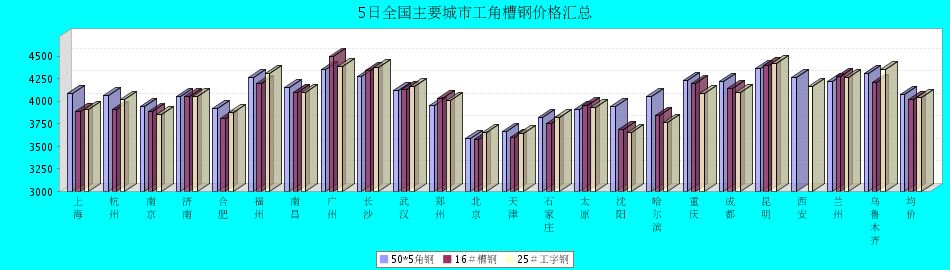 5日全国主要城市工角槽钢价格汇总
4500
4250
4000
3750
3500
3250
3000
上海
杭州
南京
济南
合肥
福州
南昌
广州
长沙
武汉
郑州
北京
天津
石家庄
太原
沈阳
哈尔滨
重庆
成都
昆明
西安
兰州
乌鲁木齐
均价
50*5角钢
16#槽钢
25#工字钢